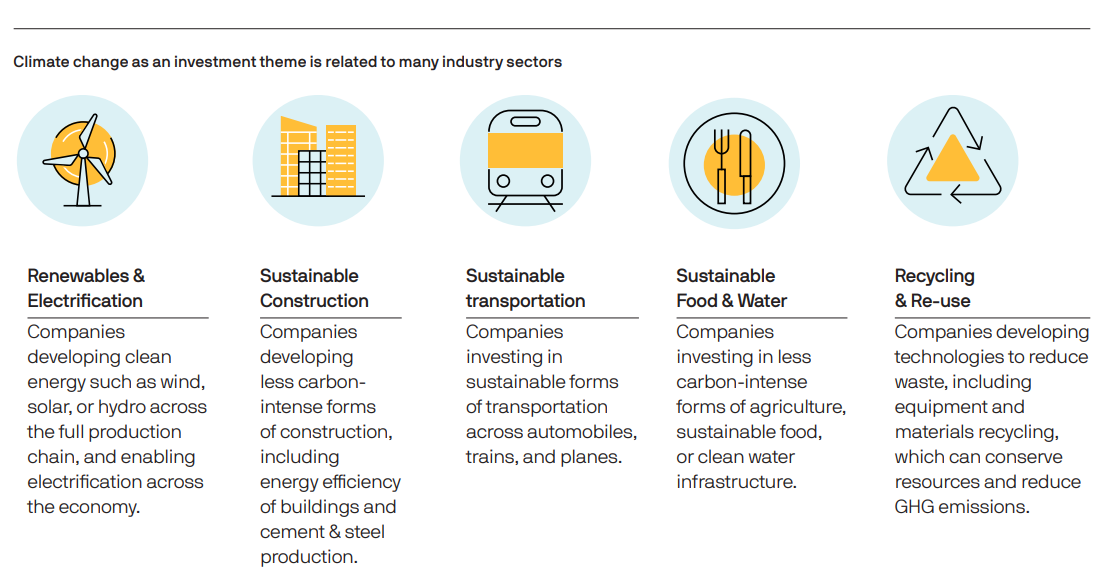 Climate change as an investment theme is related to many industry sectors
Renewables &
Electrification
Companies
developing clean
energy such as wind,
solar, or hydro across
the full production
chain, and enabling
electrification across
the economy.
Sustainable
Construction
Companies
developing
less carbon-
intense forms
of construction,
including
energy efficiency
of buildings and
cement & steel
production.
Sustainable
transportation
Companies
investing in
sustainable forms
of transportation
across automobiles,
trains, and planes.
Sustainable
Food & Water
Companies
investing in less
carbon-intense
forms of agriculture,
sustainable food,
or clean water
infrastructure.
Recycling
& Re-use
Companies developing
technologies to reduce
waste, including
equipment and
materials recycling,
which can conserve
resources and reduce
GHG emissions.